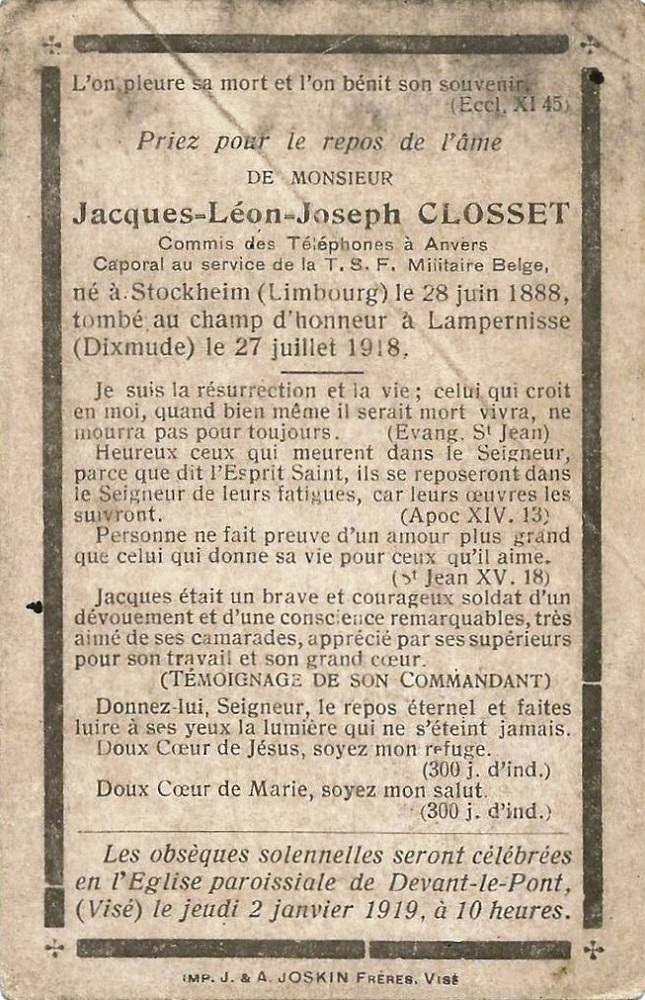 L'on pleure sa mort et l'on bénit son souvenir.
(Eccl. XI 45)
Priez pour le repos de l'âme
DE MONSIEUR
Jacques-Léon-Joseph CLOSSET
Commis des Téléphones à Anvers
Caporal au service de la T. S. F. Militaire Belge,
né à Stockheim (Limbourg) le 28 juin 1888,
tombé au champ d'honneur à Lampernisse
(Dixmude) le 27 juillet 1918.
Je suis la résurrection et la vie ; celui qui croit
en moi, quand bien même il serait mort vivra, ne
mourra pas pour toujours. (Evang. St Jean)
Heureux ceux qui meurent dans le Seigneur,
parce que dit l'Esprit Saint, ils se reposeront dans
le Seigneur de leurs fatigues, car leurs œuvres les
suivront. (Apoc XIV. 13)
Personne ne fait preuve d'un amour plus grand
que celui qui donne sa vie pour ceux qu'il aime.
(St Jean XV. 18)
Jacques était un brave et courageux soldat d'un
dévouement et d'une conscience remarquables, très
aimé de ses camarades, apprécié par ses supérieurs
pour son travail et son grand cœur.
(TÉMOIGNAGE DE SON COMMANDANT)
Donnez-lui, Seigneur, le repos éternel et faites
luire à ses yeux la lumière qui ne s'éteint jamais.
Doux Cœur de Jésus, soyez mon refuge.
(300 j. d'ind.)
Doux Cœur de Marie, soyez mon salut.
(300 j. d'ind.)
Les obsèques solennelles seront célébrées
en l'Eglise paroissiale de Devant-le-Pont,
(Visé) le jeudi 2 janvier 1919, à 10 heures.
IMP. J. & A. JOSKIN FRÈRES. VISÉ